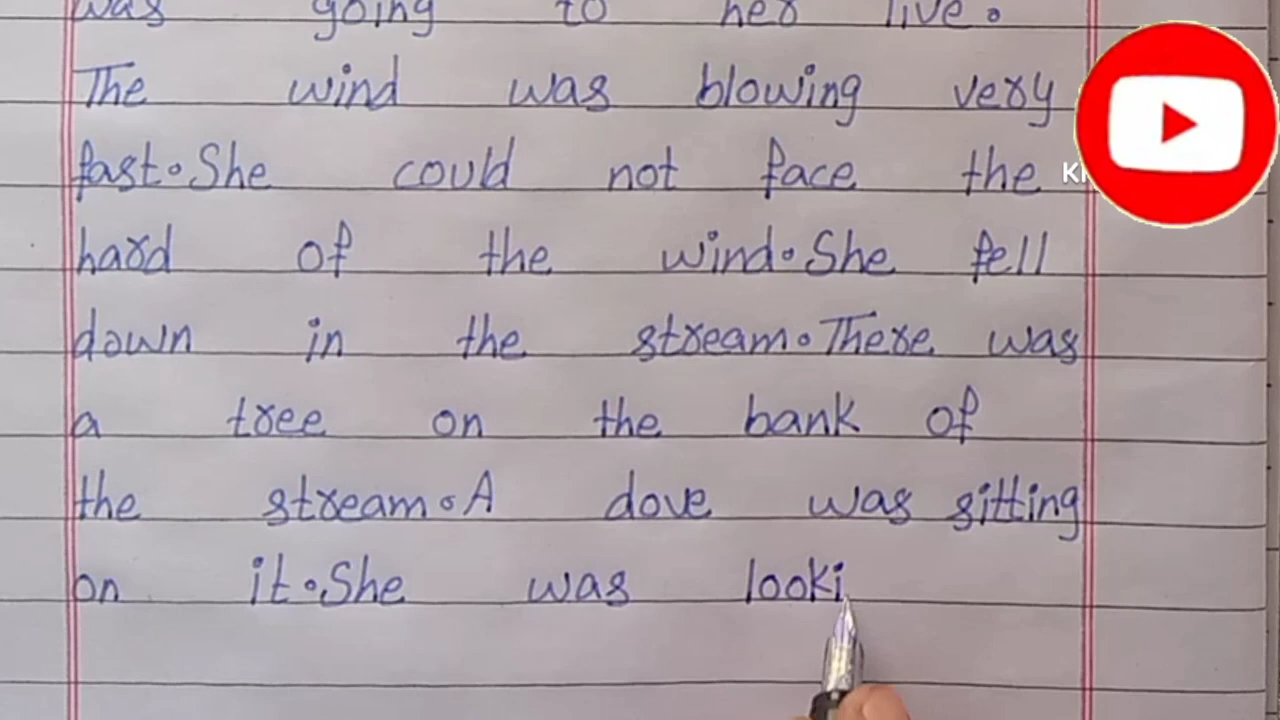 was going to her live.
The wind was blowing very
fast. She could not face the
hard of the wind. She fell
down in the stream. There was
a tree on the bank of
the stream. A dove was sitting
on it. She was looki